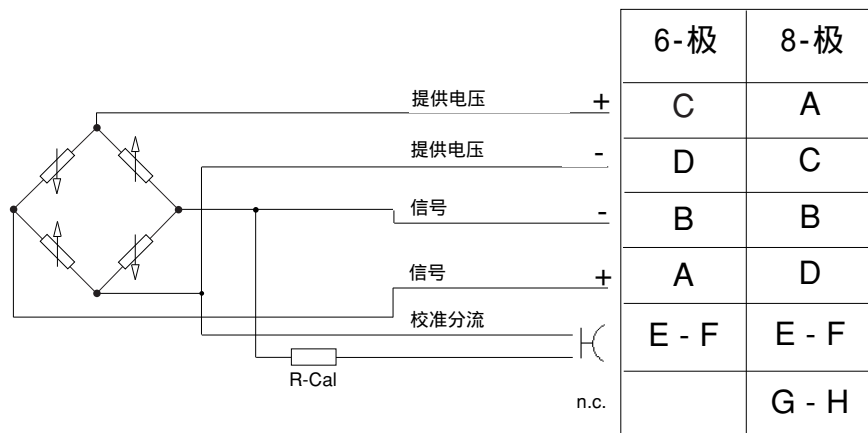 6-极 8-极
提供电压 + C A
提供电压 - D C
信号 - B B
信号 + A D
校准分流 E - F E - F
R-Cal
n.c. G - H